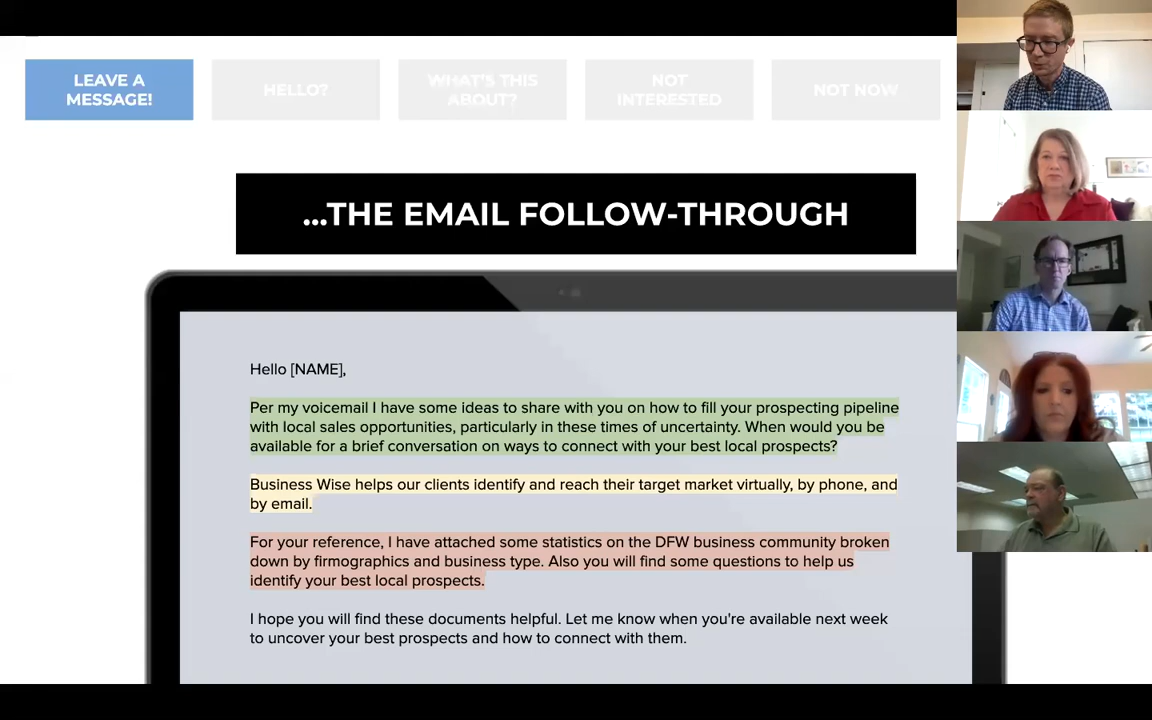 LEAVE A
MESSAGE!
HELLO?
WHAT'S THIS
ABOUT?
NOT
INTERESTED
NOT NOW
...THE EMAIL FOLLOW-THROUGH
Hello [NAME],
Per my voicemail I have some ideas to share with you on how to fill your prospecting pipeline
with local sales opportunities, particularly in these times of uncertainty. When would you be
available for a brief conversation on ways to connect with your best local prospects?
Business Wise helps our clients identify and reach their target market virtually, by phone, and
by email.
For your reference, I have attached some statistics on the DFW business community broken
down by firmographics and business type. Also you will find some questions to help us
identify your best local prospects.
I hope you will find these documents helpful. Let me know when you're available next week
to uncover your best prospects and how to connect with them.